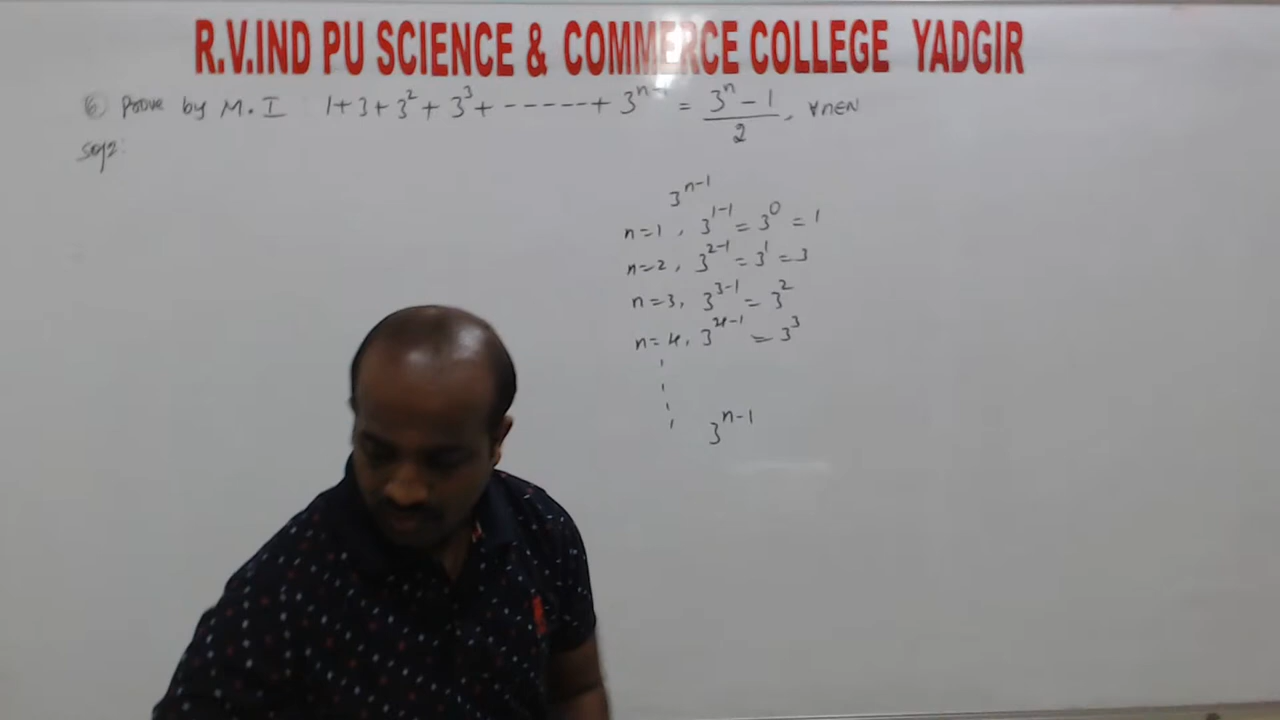 R.V.IND PU SCIENCE & COMMERCE COLLEGE YADGIR
⑥ Prove by M.I 1+3+3²+3³+------+3ⁿ⁻¹ = (3ⁿ-1)/2, ∀n∈N
3ⁿ⁻¹
n=1, 3¹⁻¹ = 3⁰ = 1
n=2, 3²⁻¹ = 3¹ = 3
n=3, 3³⁻¹ = 3²
n=4, 3⁴⁻¹ = 3³
3ⁿ⁻¹